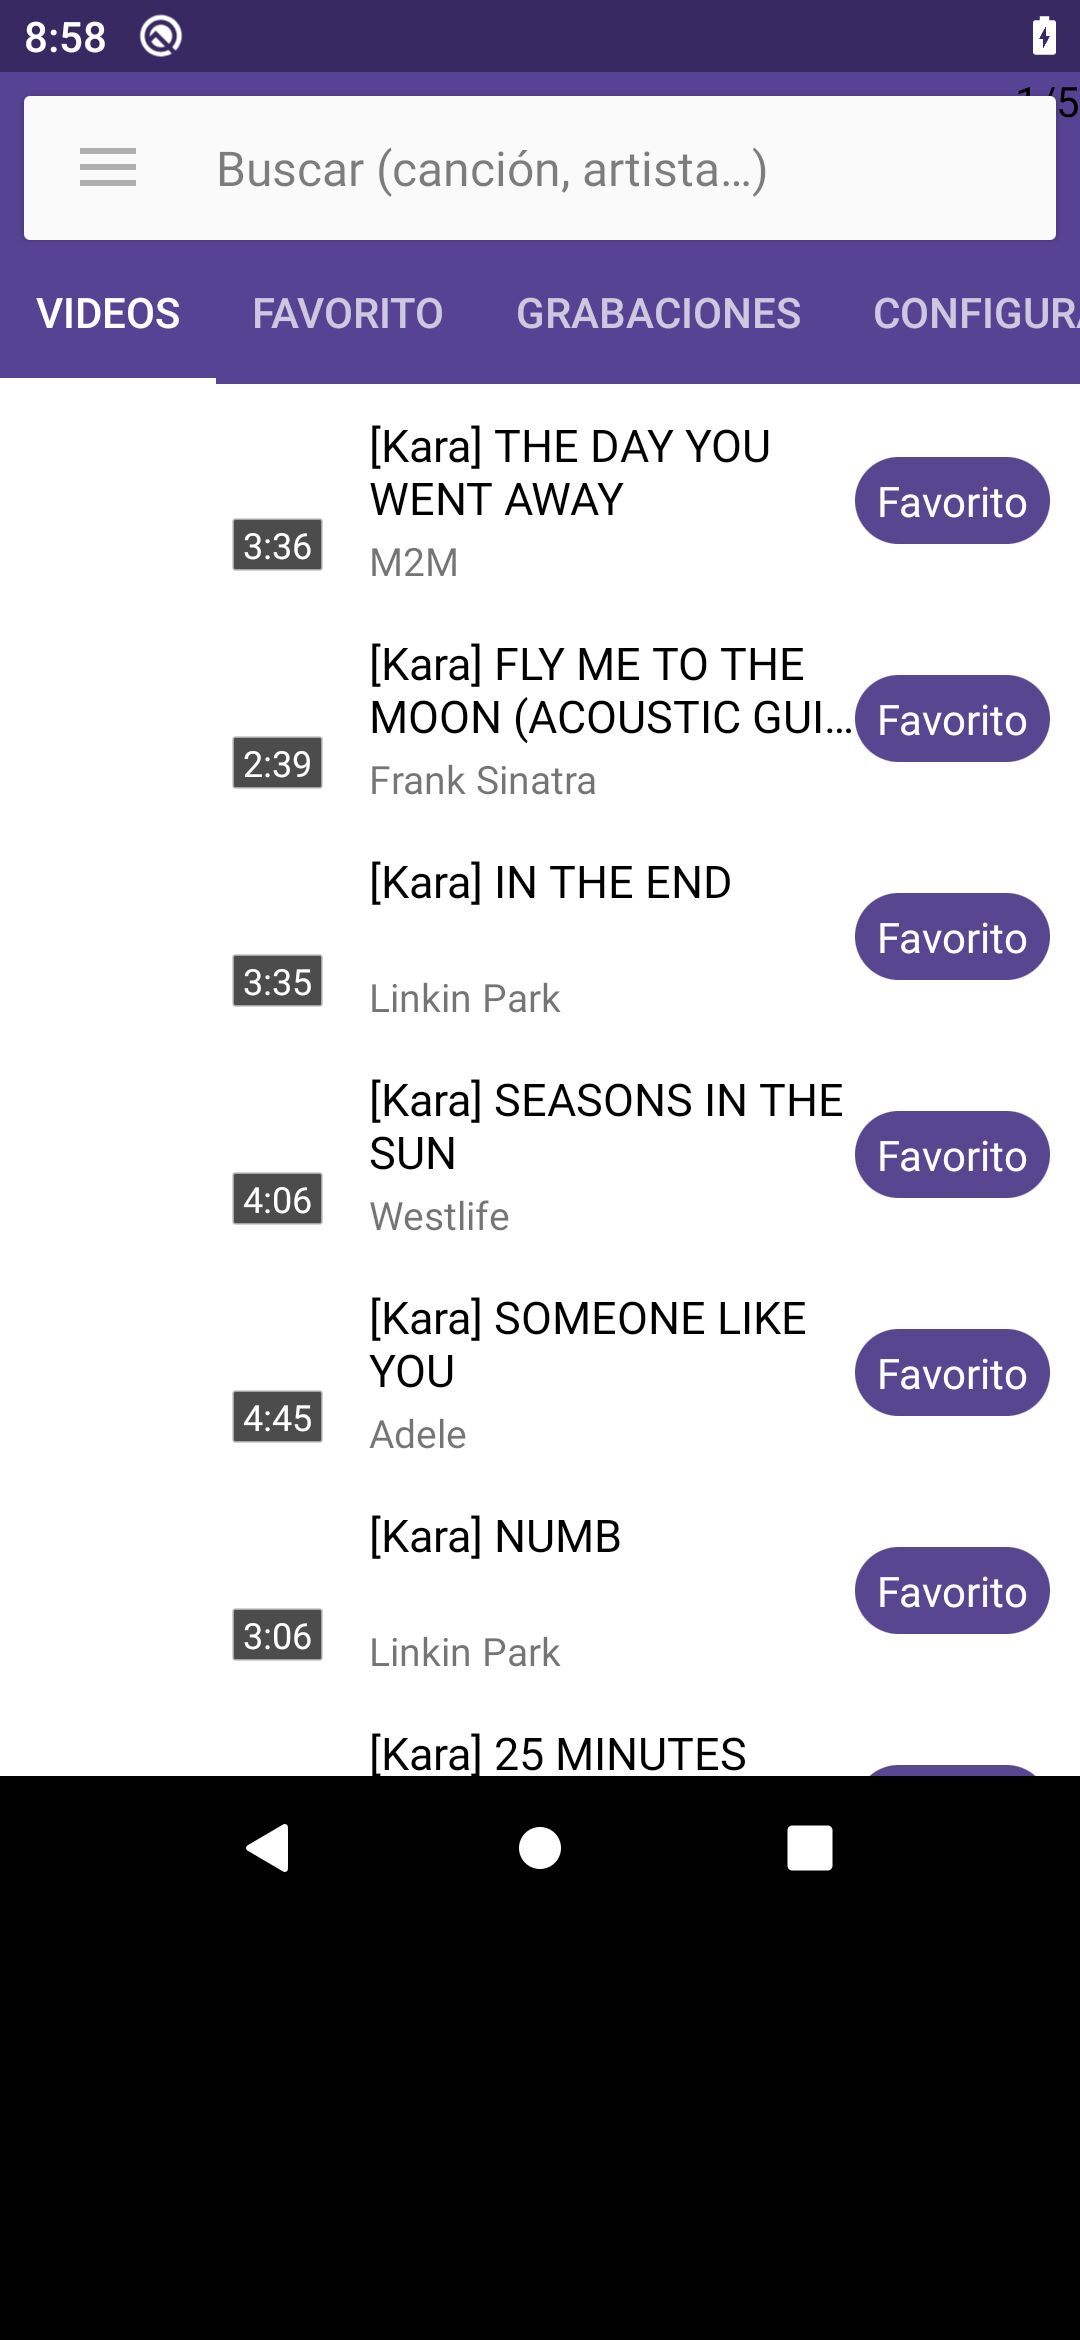 8:58
1/5
Buscar (canción, artista...)
VIDEOS FAVORITO GRABACIONES CONFIGURA
[Kara] THE DAY YOU
WENT AWAY
Favorito
3:36
M2M
[Kara] FLY ME TO THE
MOON (ACOUSTIC GUI...
Favorito
2:39
Frank Sinatra
[Kara] IN THE END
Favorito
3:35
Linkin Park
[Kara] SEASONS IN THE
SUN
Favorito
4:06
Westlife
[Kara] SOMEONE LIKE
YOU
Favorito
4:45
Adele
[Kara] NUMB
Favorito
3:06
Linkin Park
[Kara] 25 MINUTES